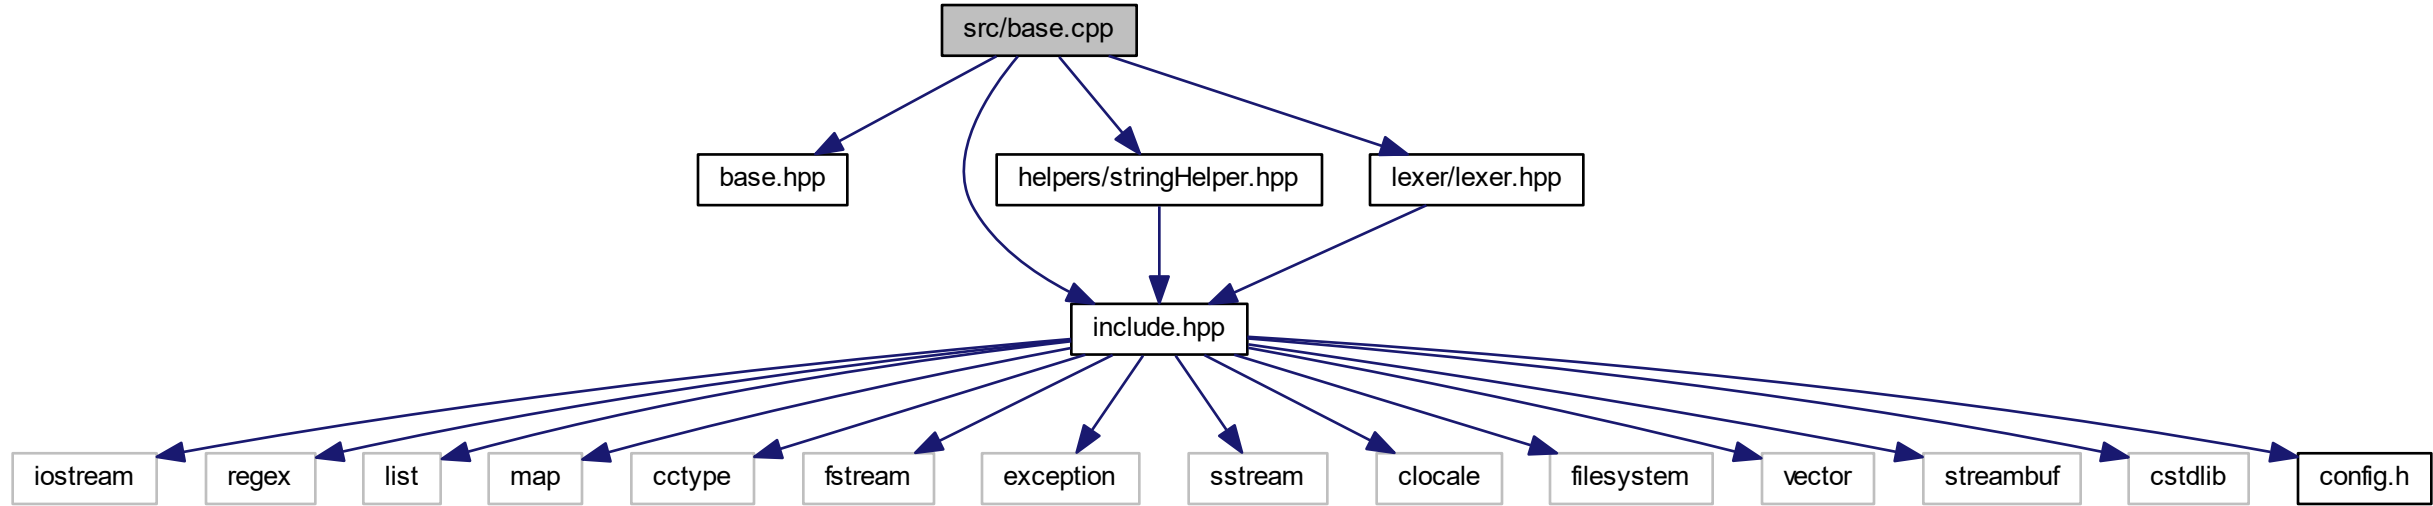 src/base.cpp
base.hpp
helpers/stringHelper.hpp
lexer/lexer.hpp
include.hpp
iostream
regex
list
map
cctype
fstream
exception
sstream
clocale
filesystem
vector
streambuf
cstdlib
config.h